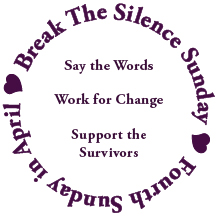 Break The Silence Sunday
Say the Words
Work for Change
Support the
Survivors
Fourth Sunday in April